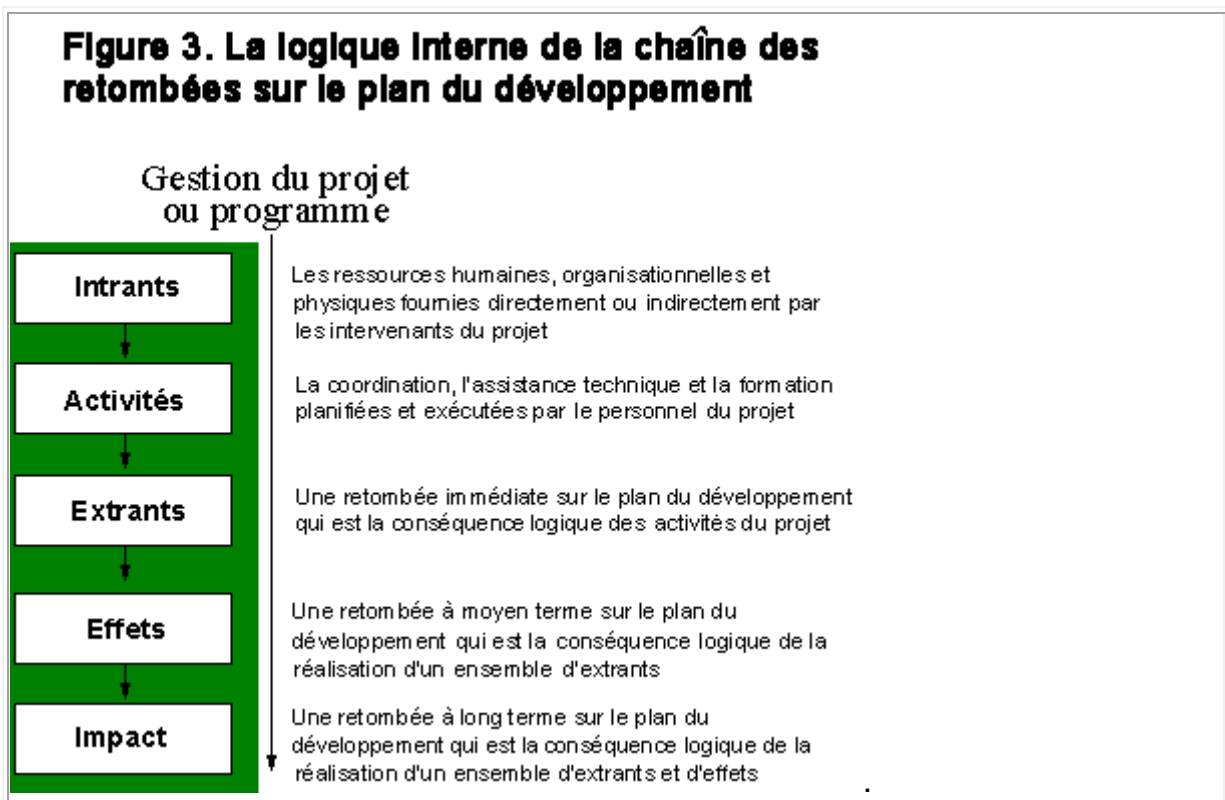 Figure 3. La logique interne de la chaîne des
retombées sur le plan du développement
Gestion du projet
ou programme
Intrants
Les ressources humaines, organisationnelles et
physiques fournies directement ou indirectement par
les intervenants du projet
Activités
La coordination, l'assistance technique et la formation
planifiées et exécutées par le personnel du projet
Extrants
Une retombée immédiate sur le plan du développement
qui est la conséquence logique des activités du projet
Effets
Une retombée à moyen terme sur le plan du
développement qui est la conséquence logique de la
réalisation d'un ensemble d'extrants
Impact
Une retombée à long terme sur le plan du
développement qui est la conséquence logique de la
réalisation d'un ensemble d'extrants et d'effets
.